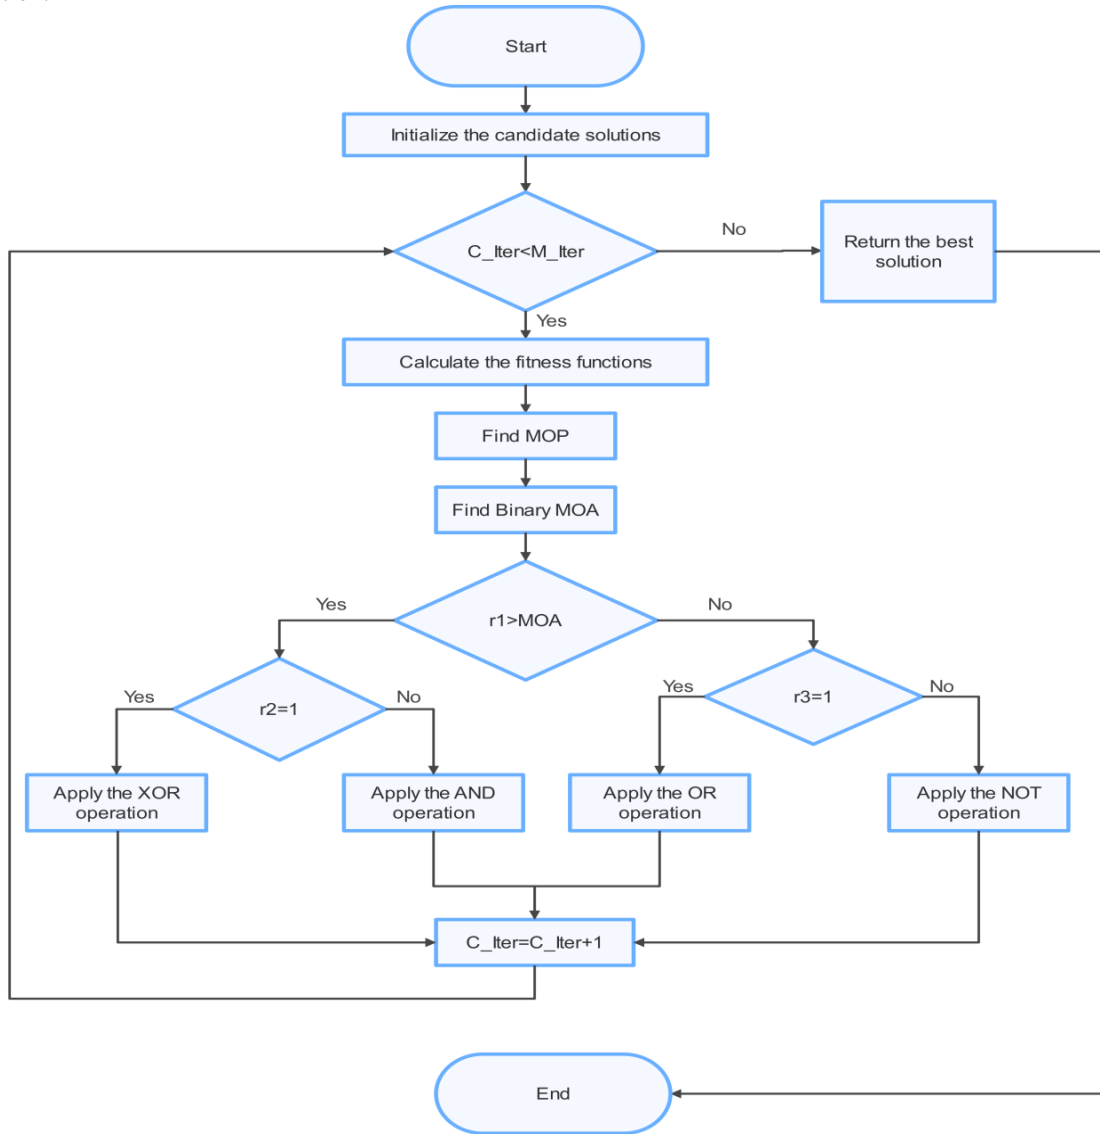 Start
Initialize the candidate solutions
C_Iter<M_Iter
No
Return the best
solution
Yes
Calculate the fitness functions
Find MOP
Find Binary MOA
Yes
r1>MOA
No
Yes
r2=1
No
Yes
r3=1
No
Apply the XOR
operation
Apply the AND
operation
Apply the OR
operation
Apply the NOT
operation
C_Iter=C_Iter+1
End